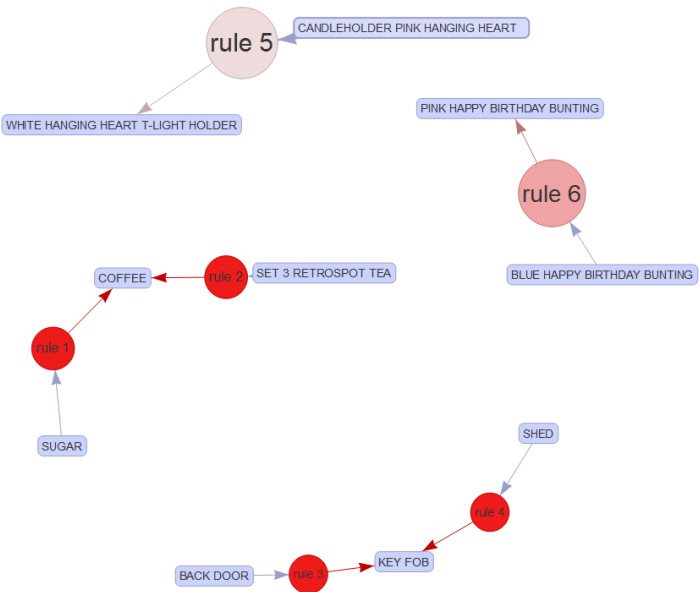 rule 5
CANDLEHOLDER PINK HANGING HEART
WHITE HANGING HEART T-LIGHT HOLDER
PINK HAPPY BIRTHDAY BUNTING
rule 6
BLUE HAPPY BIRTHDAY BUNTING
COFFEE
rule 2
SET 3 RETROSPOT TEA
rule 1
SUGAR
SHED
rule 4
KEY FOB
BACK DOOR
rule 3